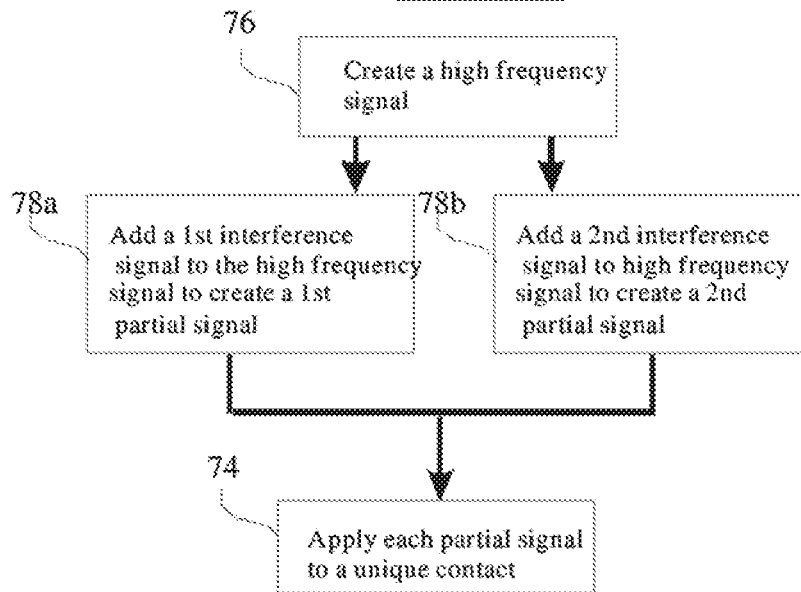 76
Create a high frequency
signal
78a
Add a 1st interference
signal to the high frequency
signal to create a 1st
partial signal
78b
Add a 2nd interference
signal to high frequency
signal to create a 2nd
partial signal
74
Apply each partial signal
to a unique contact